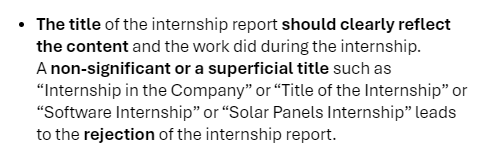 • The title of the internship report should clearly reflect
the content and the work did during the internship.
A non-significant or a superficial title such as
“Internship in the Company” or “Title of the Internship” or
“Software Internship” or “Solar Panels Internship” leads
to the rejection of the internship report.